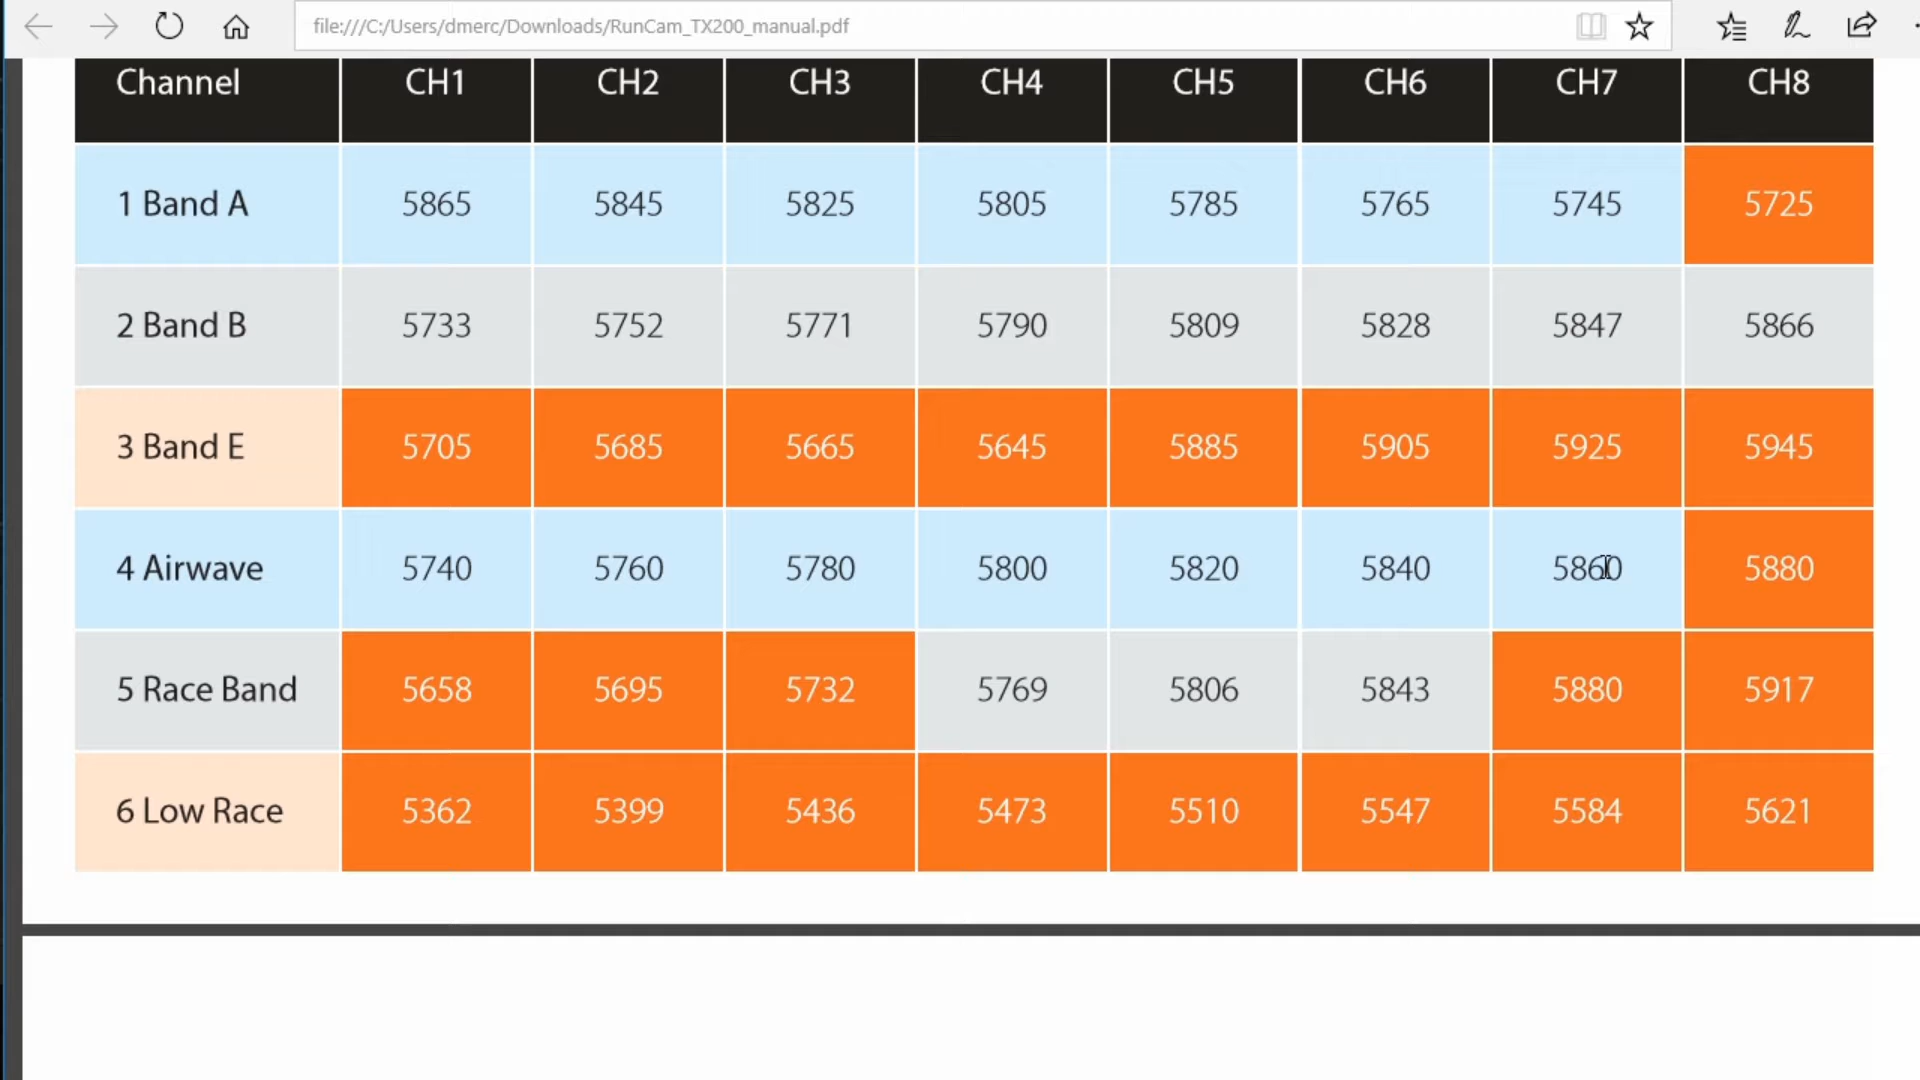 file:///C:/Users/dmerc/Downloads/RunCam_TX200_manual.pdf
Channel CH1 CH2 CH3 CH4 CH5 CH6 CH7 CH8
1 Band A 5865 5845 5825 5805 5785 5765 5745 5725
2 Band B 5733 5752 5771 5790 5809 5828 5847 5866
3 Band E 5705 5685 5665 5645 5885 5905 5925 5945
4 Airwave 5740 5760 5780 5800 5820 5840 5860 5880
5 Race Band 5658 5695 5732 5769 5806 5843 5880 5917
6 Low Race 5362 5399 5436 5473 5510 5547 5584 5621